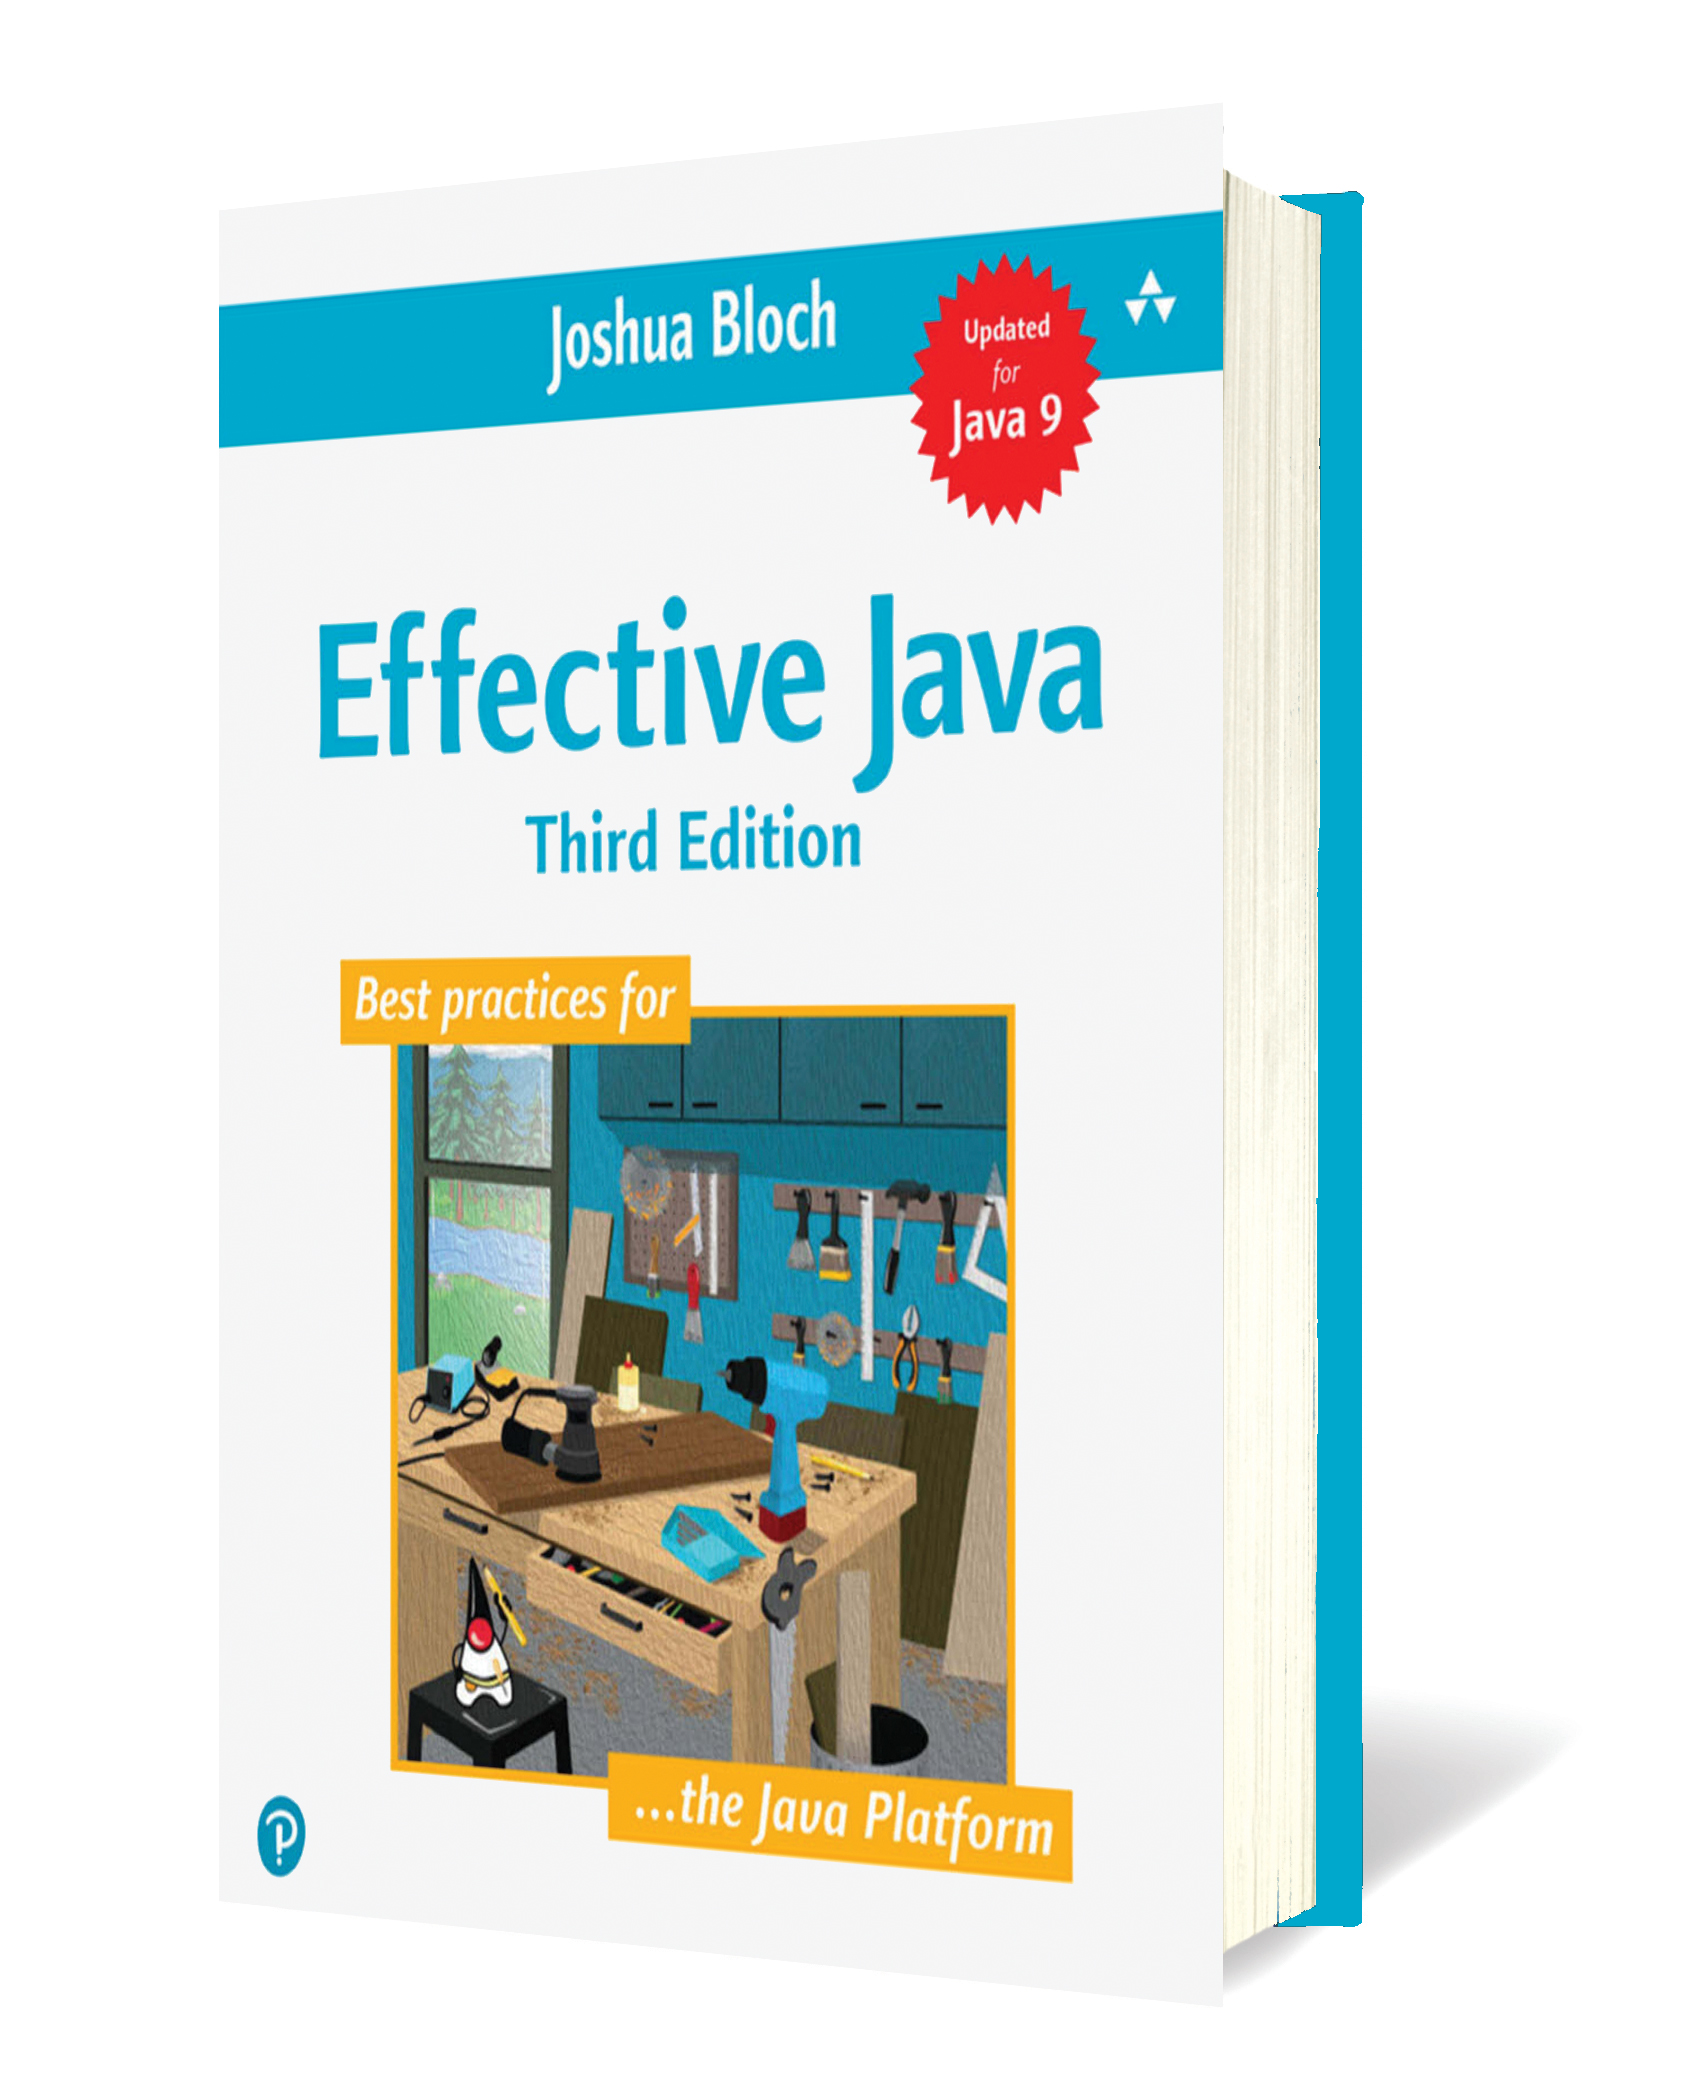 Joshua Bloch
Updated
for
Java 9
Effective Java
Third Edition
Best practices for
...the Java Platform